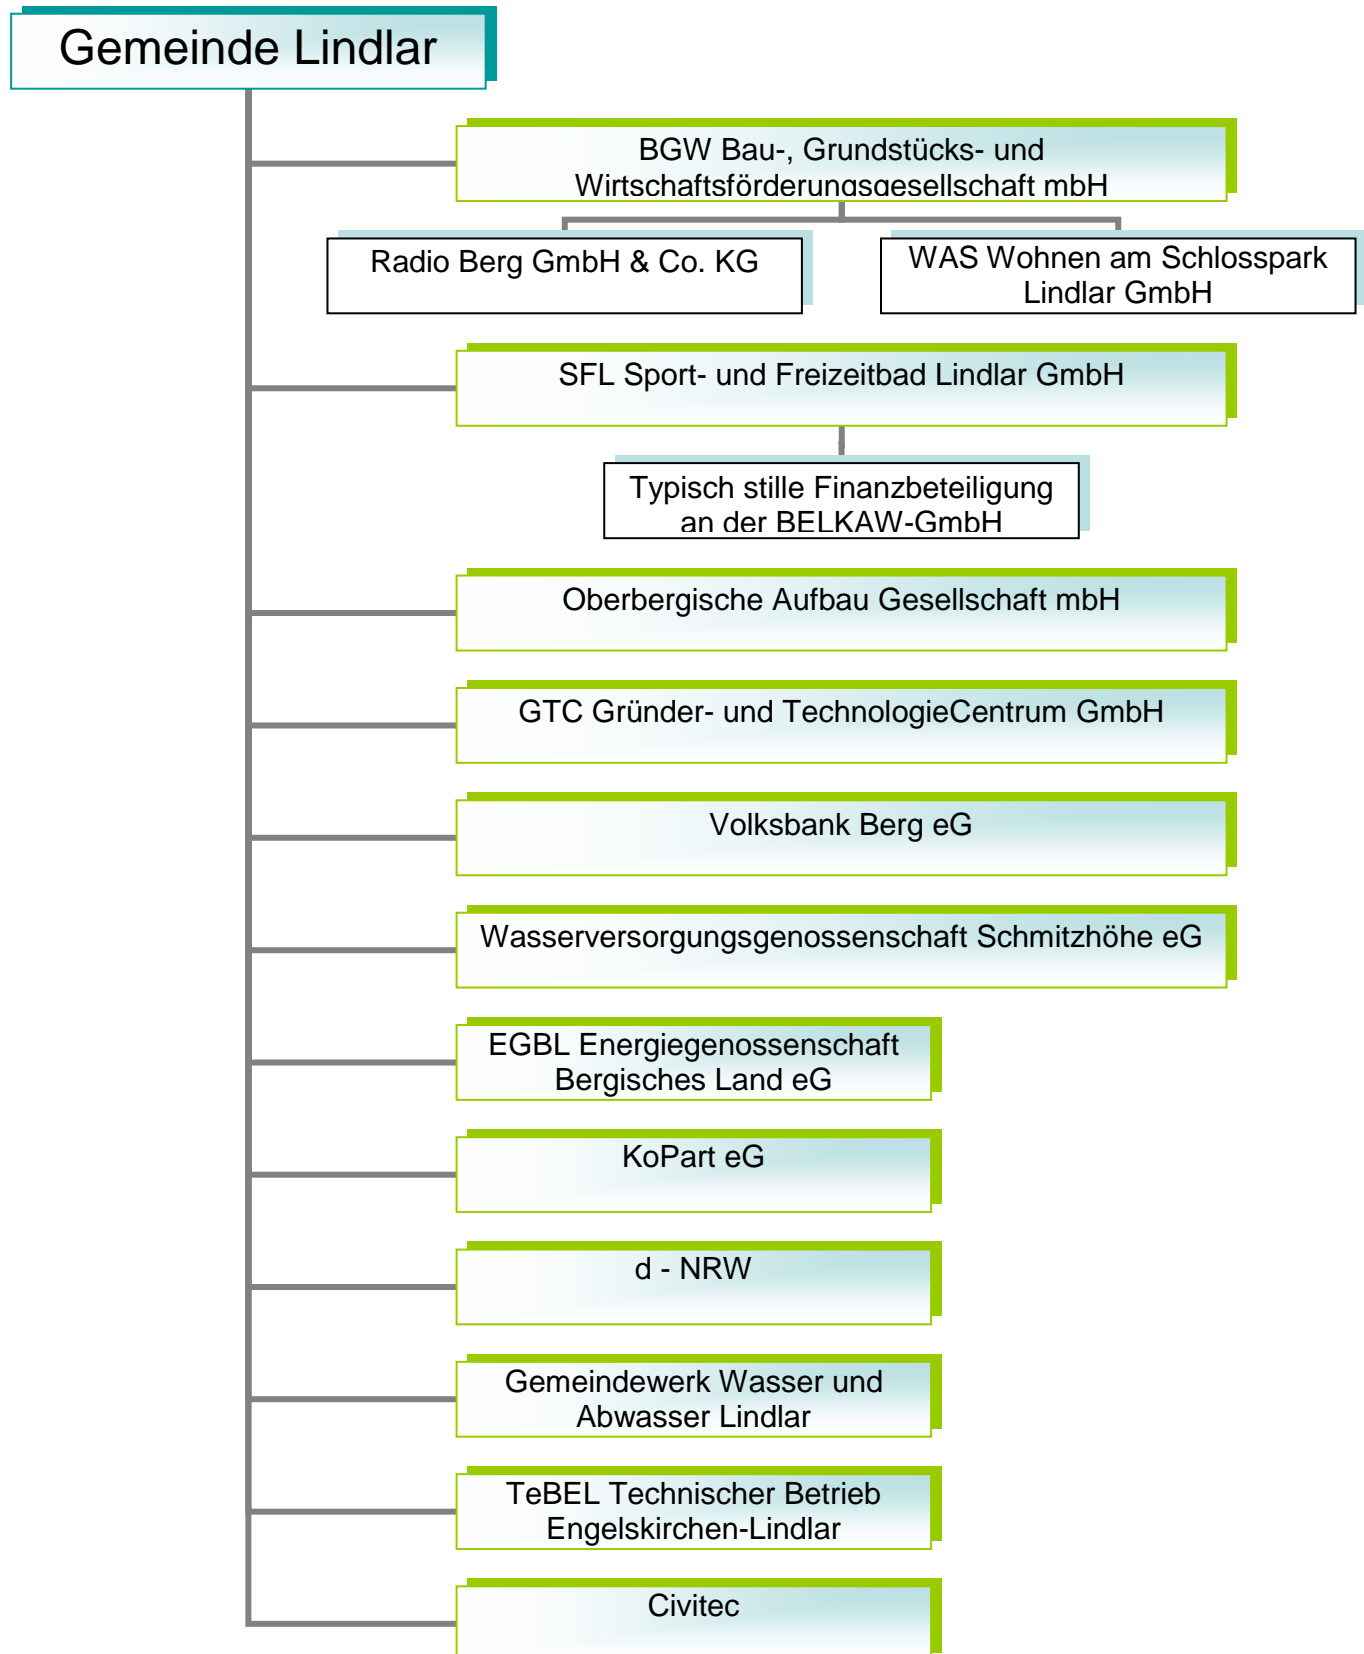 Gemeinde Lindlar
BGW Bau-, Grundstücks- und
Wirtschaftsförderungsgesellschaft mbH
Radio Berg GmbH & Co. KG
WAS Wohnen am Schlosspark
Lindlar GmbH
SFL Sport- und Freizeitbad Lindlar GmbH
Typisch stille Finanzbeteiligung
an der BELKAW-GmbH
Oberbergische Aufbau Gesellschaft mbH
GTC Gründer- und TechnologieCentrum GmbH
Volksbank Berg eG
Wasserversorgungsgenossenschaft Schmitzhöhe eG
EGBL Energiegenossenschaft
Bergisches Land eG
KoPart eG
d - NRW
Gemeindewerk Wasser und
Abwasser Lindlar
TeBEL Technischer Betrieb
Engelskirchen-Lindlar
Civitec